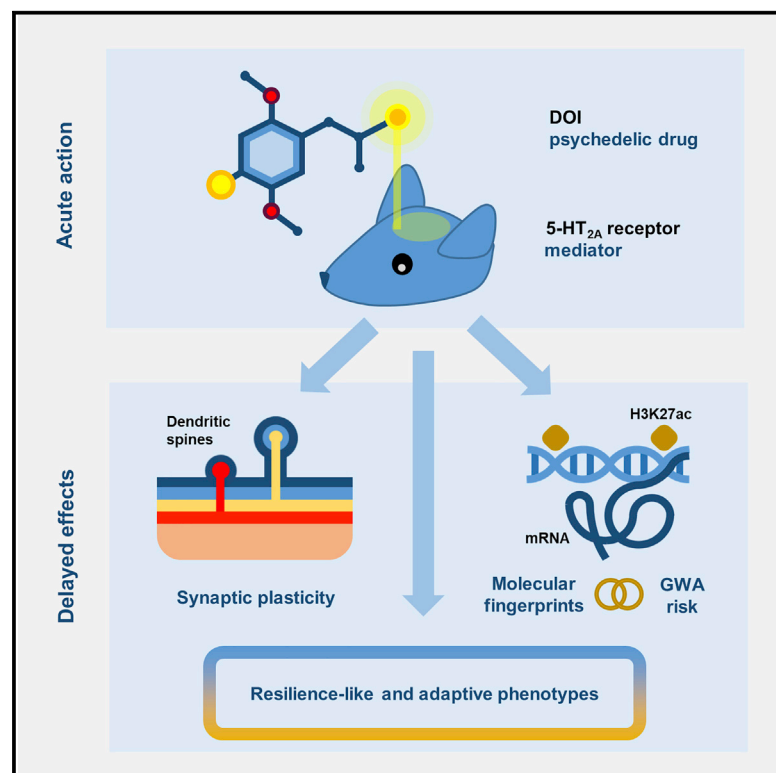 Acute action
DOI
psychedelic drug
5-HT2A receptor
mediator
Delayed effects
Dendritic
spines
Synaptic plasticity
H3K27ac
mRNA
Molecular
fingerprints
GWA
risk
Resilience-like and adaptive phenotypes